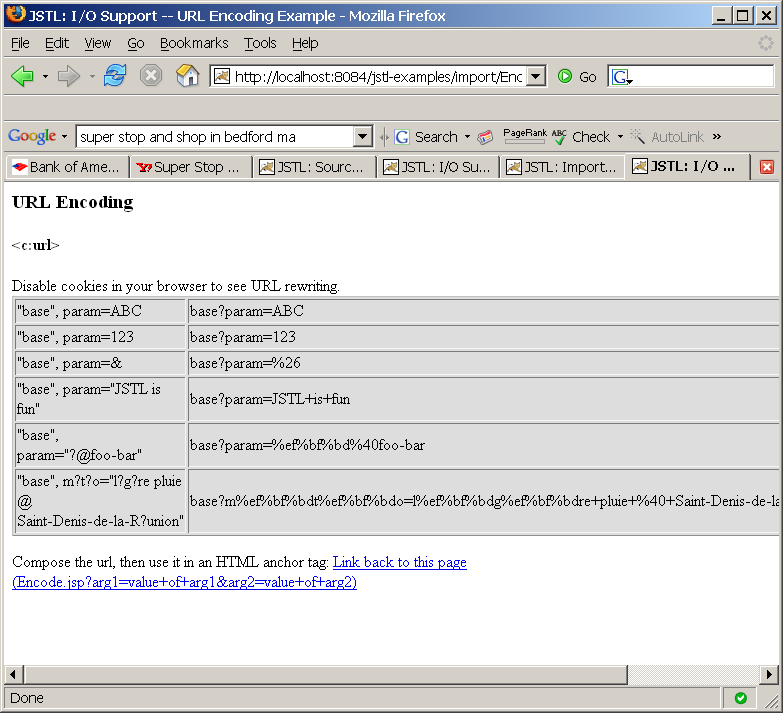 JSTL: I/O Support -- URL Encoding Example - Mozilla Firefox
File Edit View Go Bookmarks Tools Help
http://localhost:8084/jstl-examples/import/Enc Go G
Google super stop and shop in bedford ma G Search PageRank ABC Check AutoLink »
Bank of Ame... Super Stop ... JSTL: Sourc... JSTL: I/O Su... JSTL: Import... JSTL: I/O ...
URL Encoding
<c:url>
Disable cookies in your browser to see URL rewriting.
"base", param=ABC base?param=ABC
"base", param=123 base?param=123
"base", param=& base?param=%26
"base", param="JSTL is
fun" base?param=JSTL+is+fun
"base",
param="?@foo-bar" base?param=%ef%bf%bd%40foo-bar
"base", m?t?o="l?g?re pluie
@ base?m%ef%bf%bdt%ef%bf%bdo=l%ef%bf%bdg%ef%bf%bdre+pluie+%40+Saint-Denis-de-la
Saint-Denis-de-la-R?union"
Compose the url, then use it in an HTML anchor tag: Link back to this page
(Encode.jsp?arg1=value+of+arg1&arg2=value+of+arg2)
Done